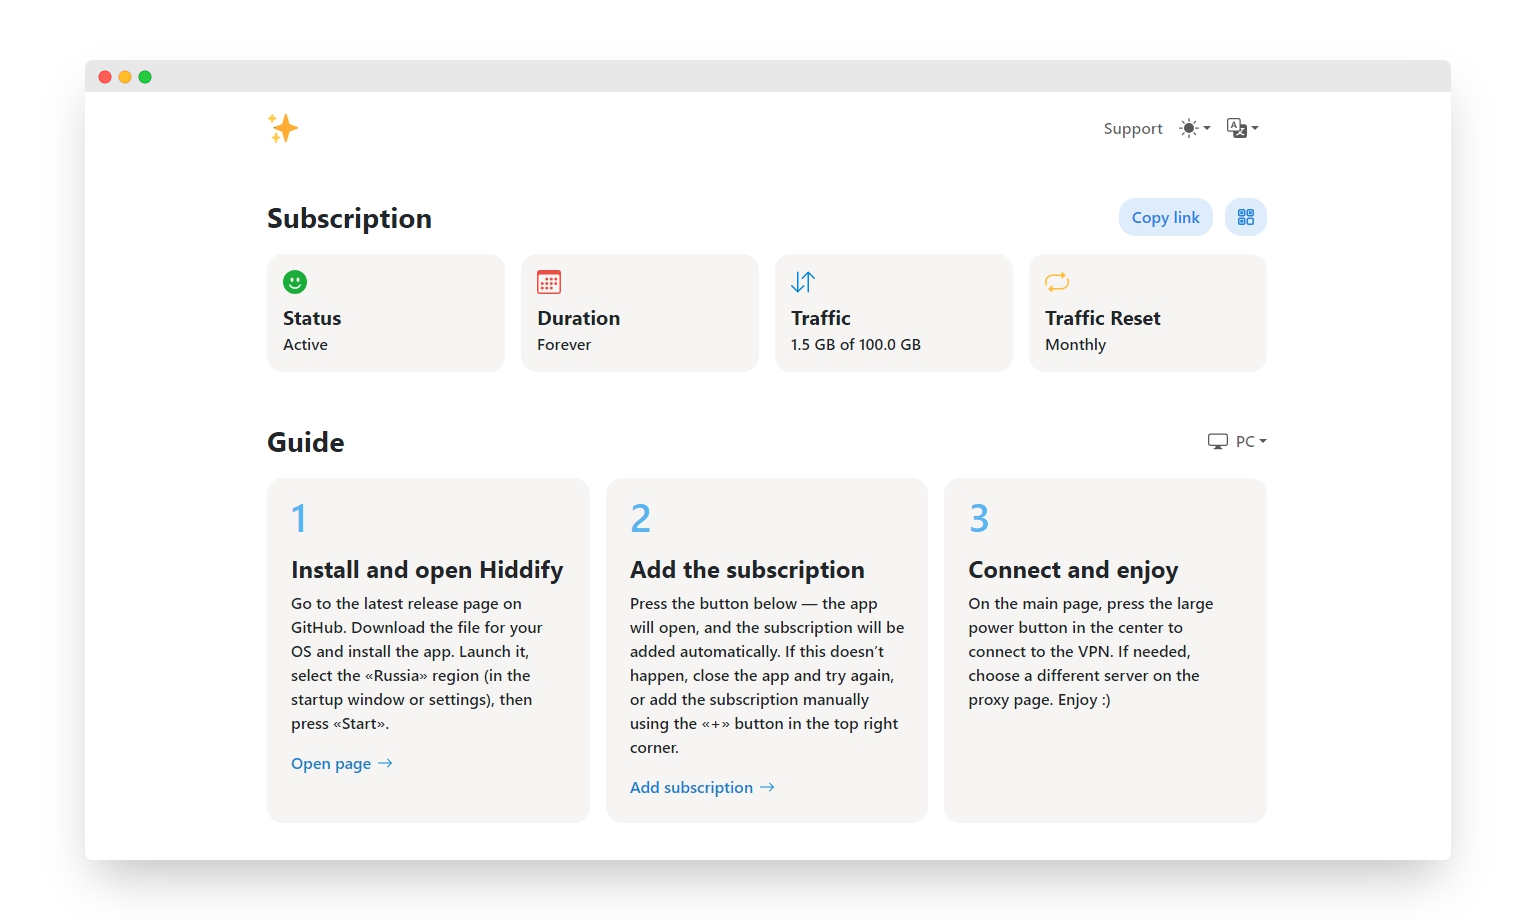 Support
Subscription
Copy link
Status
Active
Duration
Forever
Traffic
1.5 GB of 100.0 GB
Traffic Reset
Monthly
Guide
PC
1
Install and open Hiddify
Go to the latest release page on
GitHub. Download the file for your
OS and install the app. Launch it,
select the «Russia» region (in the
startup window or settings), then
press «Start».
Open page →
2
Add the subscription
Press the button below — the app
will open, and the subscription will be
added automatically. If this doesn’t
happen, close the app and try again,
or add the subscription manually
using the «+» button in the top right
corner.
Add subscription →
3
Connect and enjoy
On the main page, press the large
power button in the center to
connect to the VPN. If needed,
choose a different server on the
proxy page. Enjoy :)